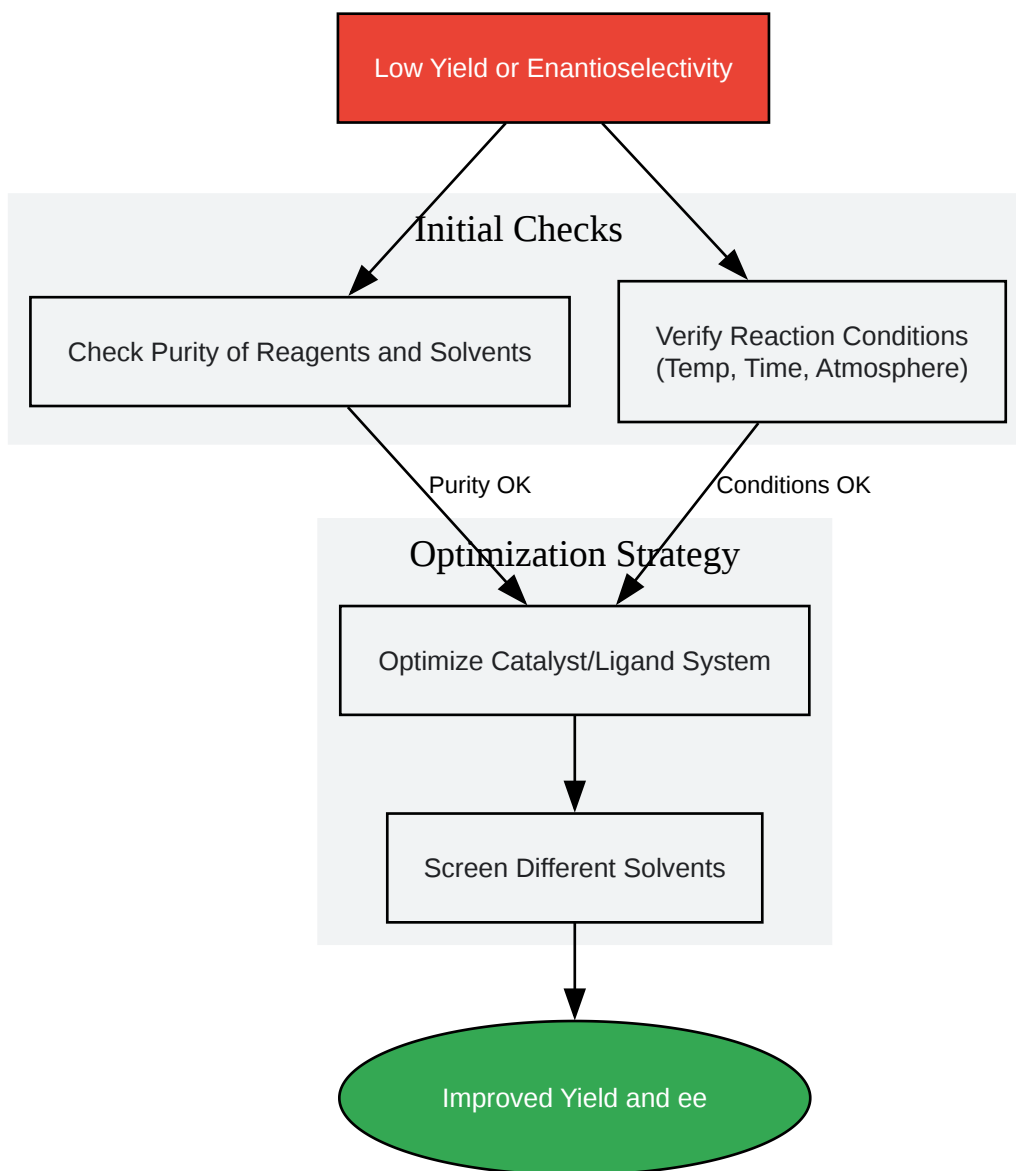 Low Yield or Enantioselectivity
Initial Checks
Check Purity of Reagents and Solvents
Verify Reaction Conditions
(Temp, Time, Atmosphere)
Purity OK
Conditions OK
Optimization Strategy
Optimize Catalyst/Ligand System
Screen Different Solvents
Improved Yield and ee